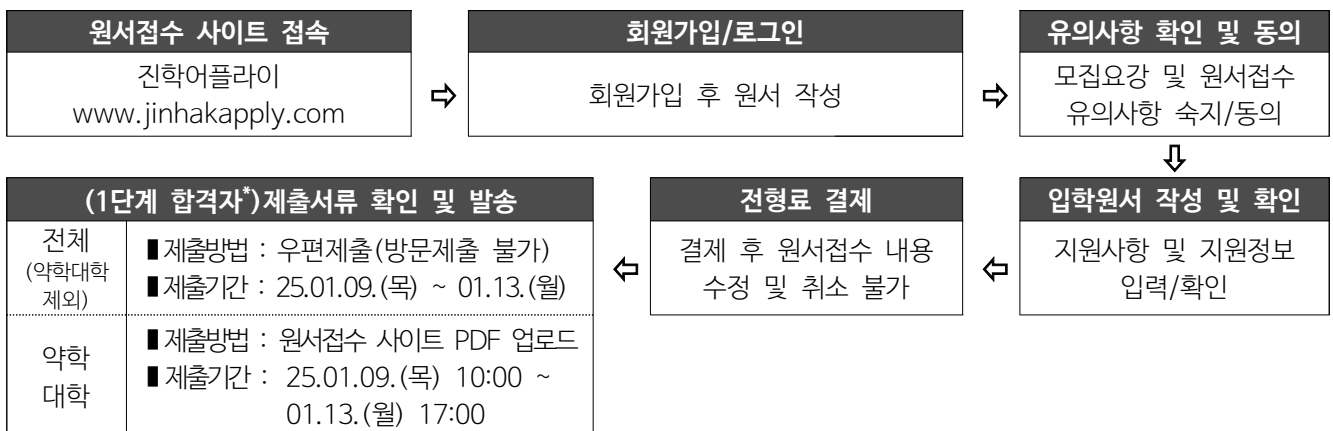 원서접수 사이트 접속
진학어플라이
www.jinhakapply.com
⇨
회원가입/로그인
회원가입 후 원서 작성
⇨
유의사항 확인 및 동의
모집요강 및 원서접수
유의사항 숙지/동의
⇩
입학원서 작성 및 확인
지원사항 및 지원정보
입력/확인
⇦
전형료 결제
결제 후 원서접수 내용
수정 및 취소 불가
⇦
(1단계 합격자*)제출서류 확인 및 발송
전체
(약학대학
제외)
▮제출방법 : 우편제출(방문제출 불가)
▮제출기간 : 25.01.09.(목) ~ 01.13.(월)
약학
대학
▮제출방법 : 원서접수 사이트 PDF 업로드
▮제출기간 : 25.01.09.(목) 10:00 ~
01.13.(월) 17:00